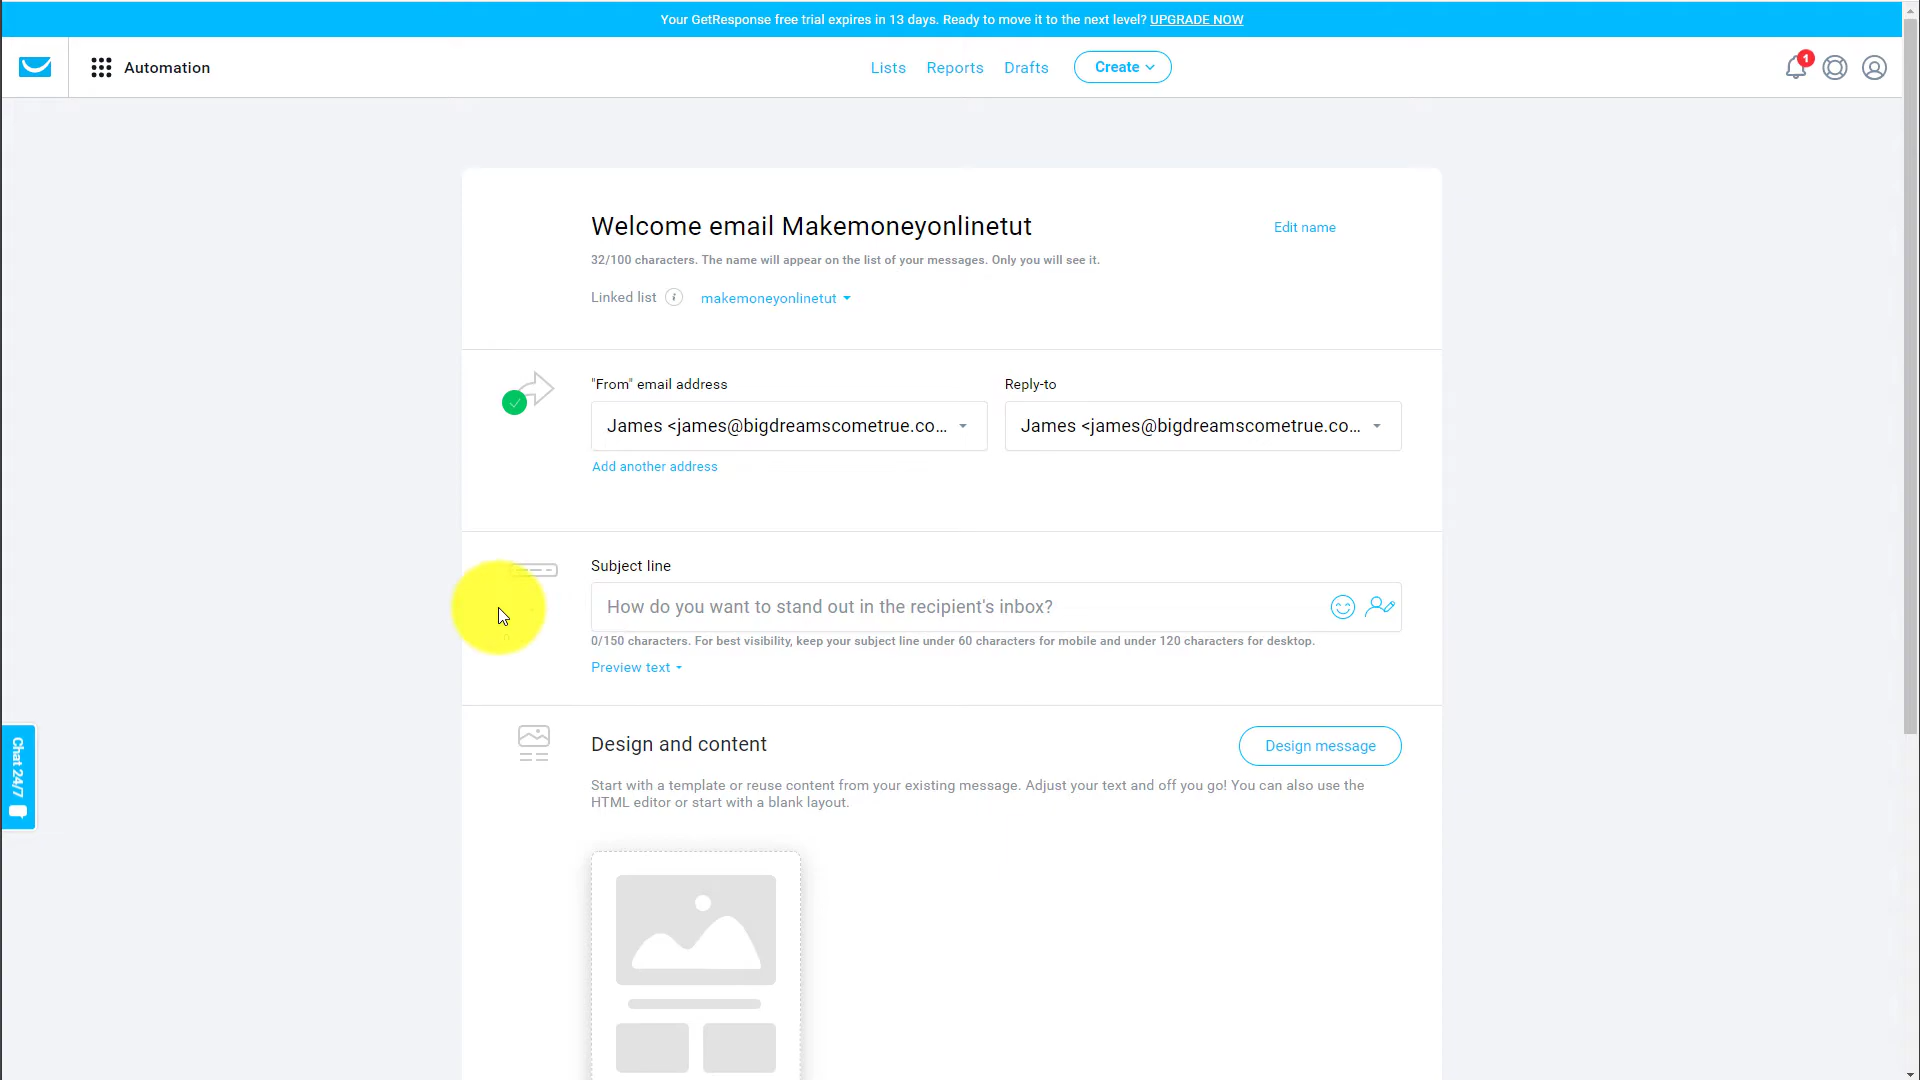 Your GetResponse free trial expires in 13 days. Ready to move it to the next level? UPGRADE NOW
Automation
Lists
Reports
Drafts
Create
1
Welcome email Makemoneyonlinetut
Edit name
32/100 characters. The name will appear on the list of your messages. Only you will see it.
Linked list i makemoneyonlinetut
"From" email address
Reply-to
James <james@bigdreamscometrue.co...
James <james@bigdreamscometrue.co...
Add another address
Subject line
How do you want to stand out in the recipient's inbox?
0/150 characters. For best visibility, keep your subject line under 60 characters for mobile and under 120 characters for desktop.
Preview text
Design and content
Design message
Start with a template or reuse content from your existing message. Adjust your text and off you go! You can also use the
HTML editor or start with a blank layout.
Chat 24/7